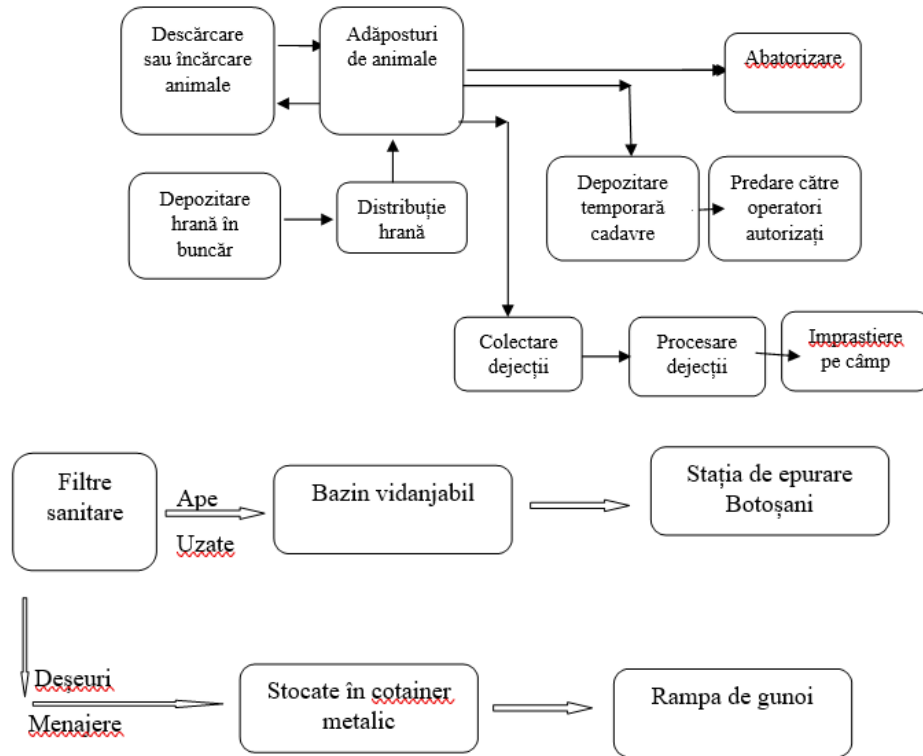 Descărcare
sau încărcare
animale
Adăposturi
de animale
Abatorizare
Depozitare
hrană în
buncăr
Distribuție
hrană
Depozitare
temporară
cadavre
Predare către
operatori
autorizați
Colectare
dejecții
Procesare
dejecții
Imprastiere
pe câmp
Filtre
sanitare
Ape
Uzate
Bazin vidanjabil
Stația de epurare
Botoșani
Deșeuri
Menajere
Stocate în cotainer
metalic
Rampa de gunoi